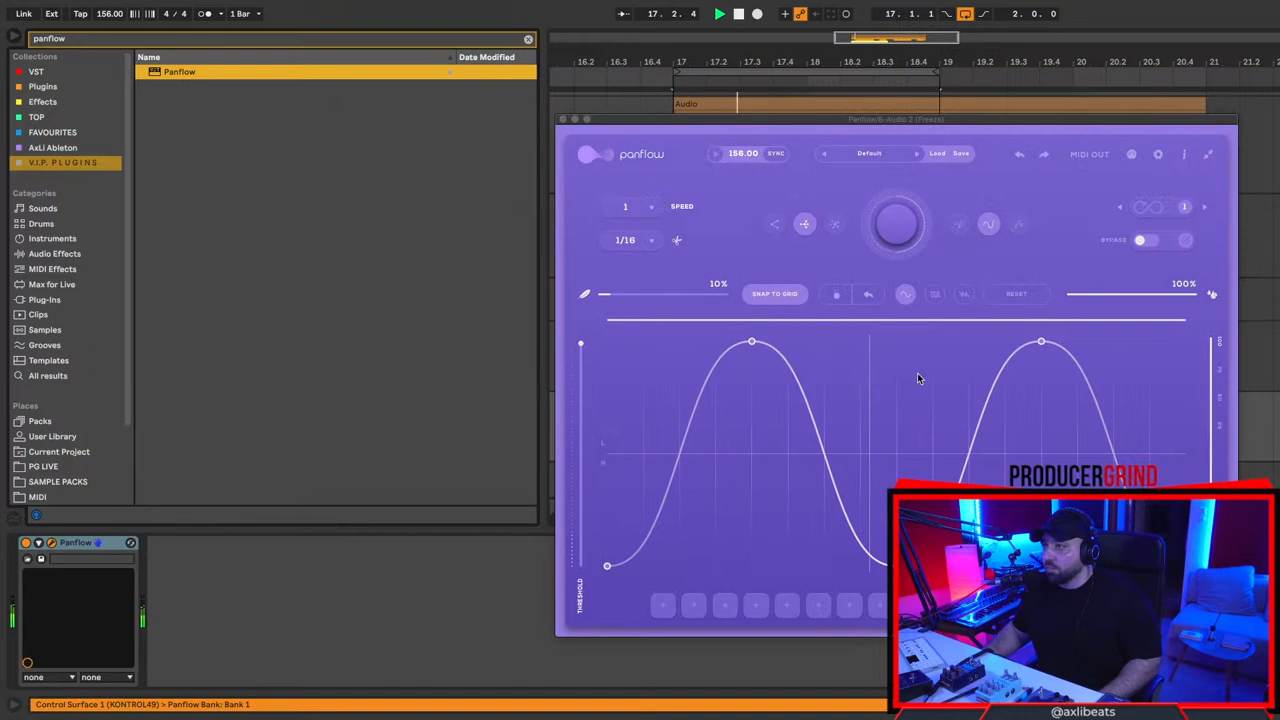 Link Ext Tap 156.00 4 / 4 1 Bar 17. 2. 4 17. 1. 1 2. 0. 0
panflow
Collections
VST
Plugins
Effects
TOP
FAVOURITES
AxLi Ableton
V.I.P. PLUGINS
Categories
Sounds
Drums
Instruments
Audio Effects
MIDI Effects
Max for Live
Plug-Ins
Clips
Samples
Grooves
Templates
All results
Places
Packs
User Library
Current Project
PG LIVE
SAMPLE PACKS
MIDI
Name Date Modified
Panflow
16.2 16.3 16.4 17 17.2 17.3 17.4 18 18.2 18.3 18.4 19 19.2 19.3 19.4 20 20.2 20.3 20.4 21
Audio
Panflow/6-Audio 2 (Freeze)
panflow 156.00 SYNC Default Load Save MIDI OUT
1 SPEED 1
1/16 BYPASS
10% SNAP TO GRID RESET 100%
L
R
100
75
50
25
THRESHOLD
PRODUCERGRIND
Panflow
none none
Control Surface 1 (KONTROL49) > Panflow Bank: Bank 1
@axlibeats